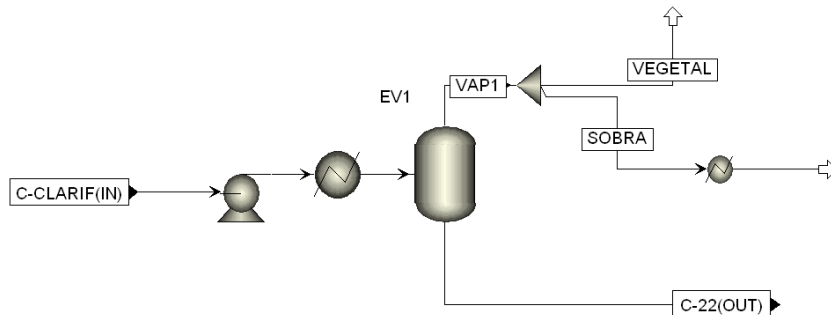 VEGETAL
VAP1
EV1
SOBRA
C-CLARIF(IN)
C-22(OUT)